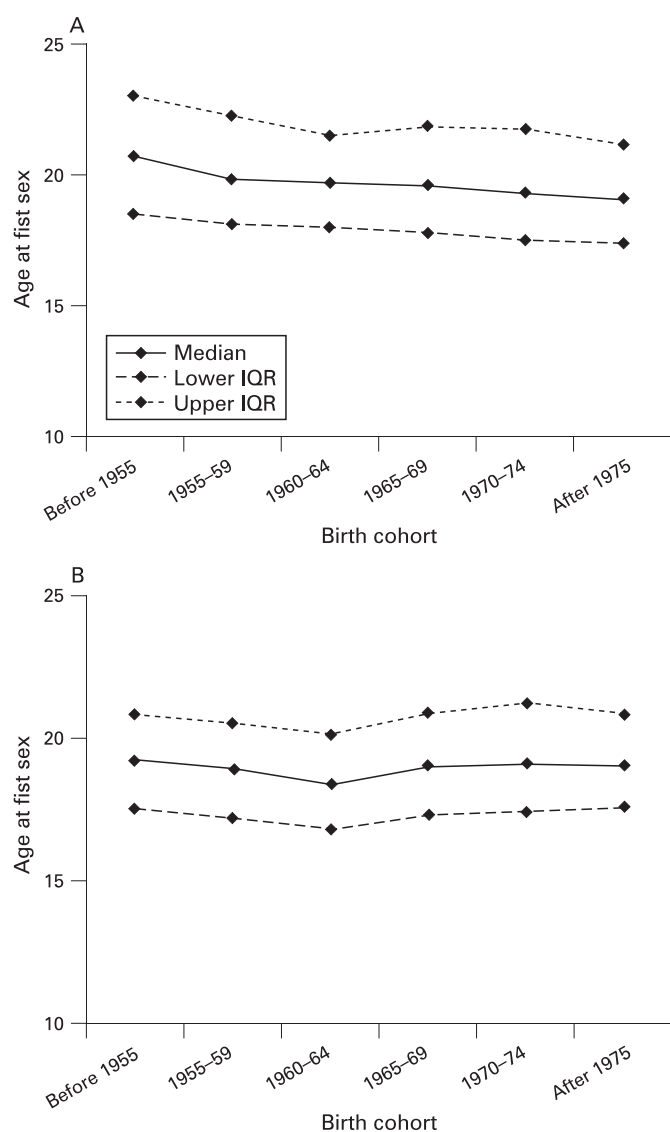 A
25
20
15
10
Age at fist sex
Median
Lower IQR
Upper IQR
Before 1955
1955–59
1960–64
1965–69
1970–74
After 1975
Birth cohort
B
25
20
15
10
Age at fist sex
Before 1955
1955–59
1960–64
1965–69
1970–74
After 1975
Birth cohort